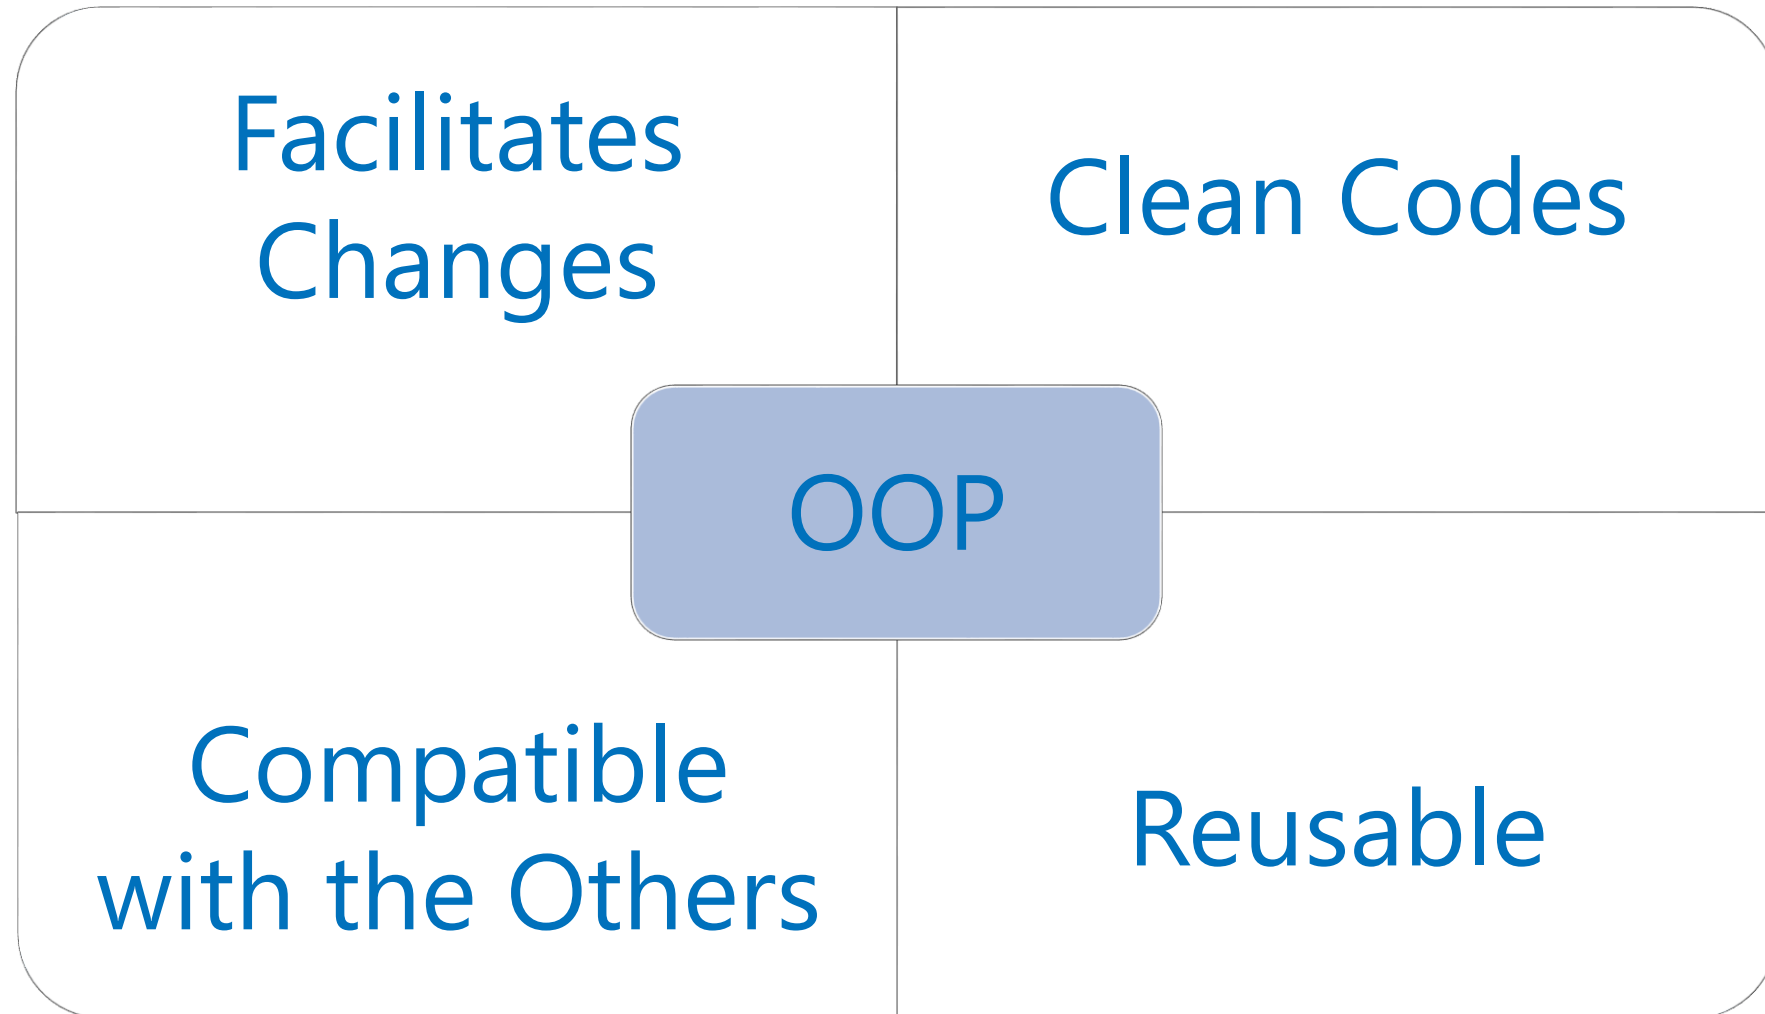 Facilitates
Changes
Clean Codes
OOP
Compatible
with the Others
Reusable